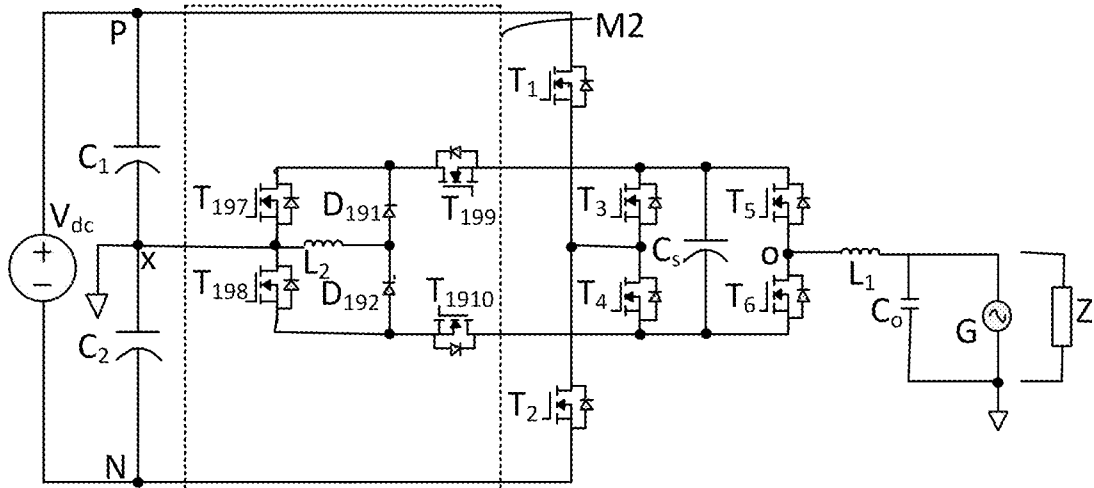 P
M2
T1
C1
T197
D191
T199
T3
T5
Vdc
+
−
x
L2
Cs
o
L1
T198
D192
T1910
T4
T6
Co
G
Z
C2
T2
N